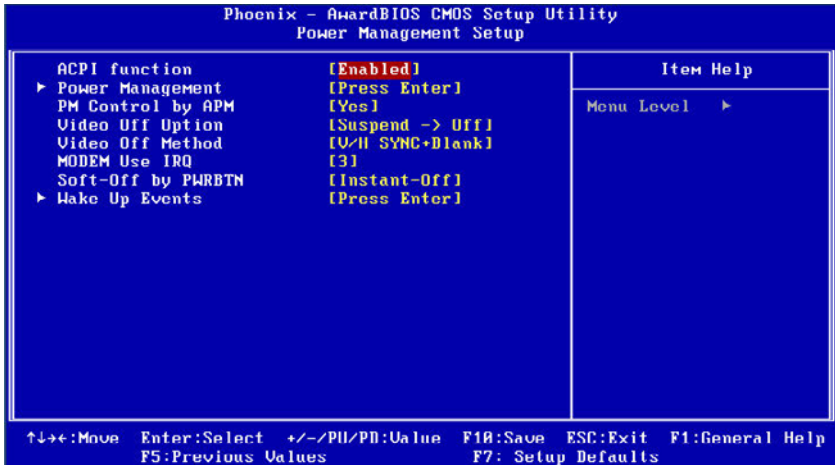 Phoenix - AwardBIOS CMOS Setup Utility
Power Management Setup
ACPI function [Enabled]
► Power Management [Press Enter]
PM Control by APM [Yes]
Video Off Option [Suspend -> Off]
Video Off Method [V/H SYNC+Blank]
MODEM Use IRQ [3]
Soft-Off by PWRBTN [Instant-Off]
► Wake Up Events [Press Enter]
Item Help
Menu Level ►
↑↓→←:Move Enter:Select +/-/PU/PD:Value F10:Save ESC:Exit F1:General Help
F5:Previous Values F7: Setup Defaults